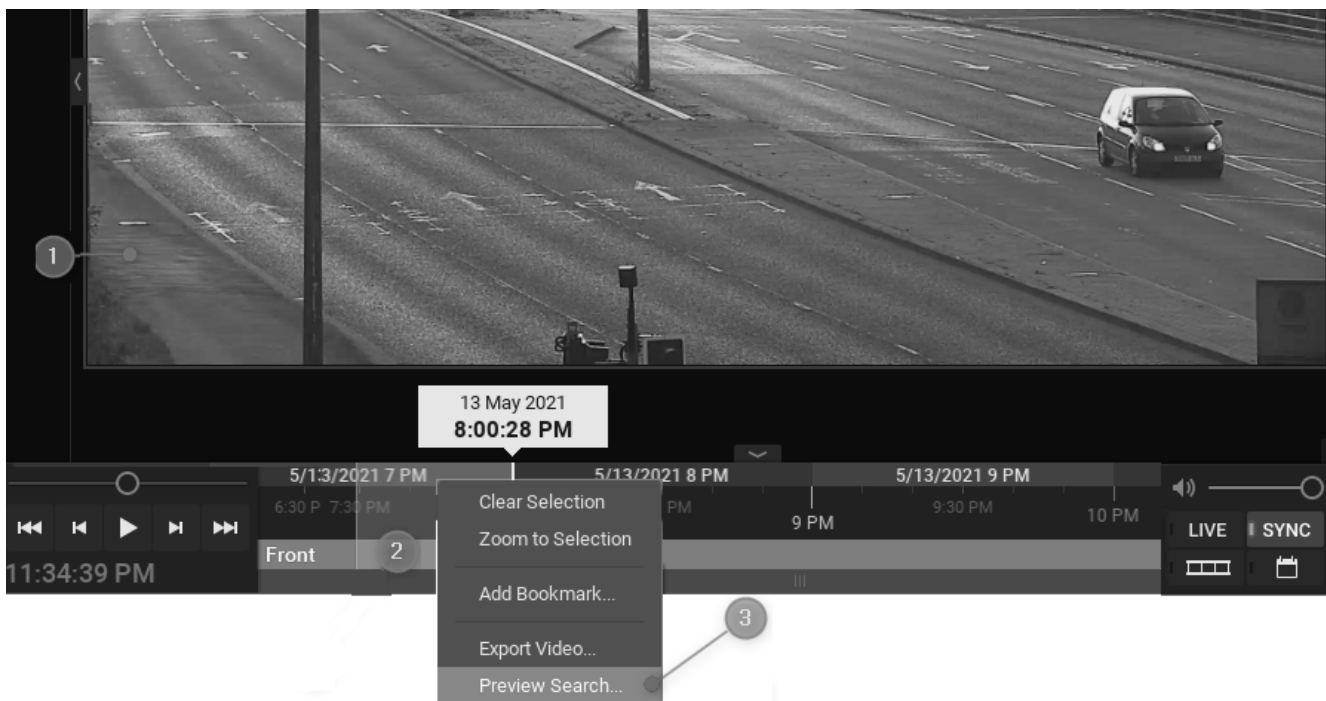 1
13 May 2021
8:00:28 PM
5/13/2021 7 PM
5/13/2021 8 PM
5/13/2021 9 PM
6:30 P 7:30 PM
PM
9 PM
9:30 PM
10 PM
Clear Selection
Zoom to Selection
LIVE
SYNC
Front
2
11:34:39 PM
Add Bookmark...
3
Export Video...
Preview Search...